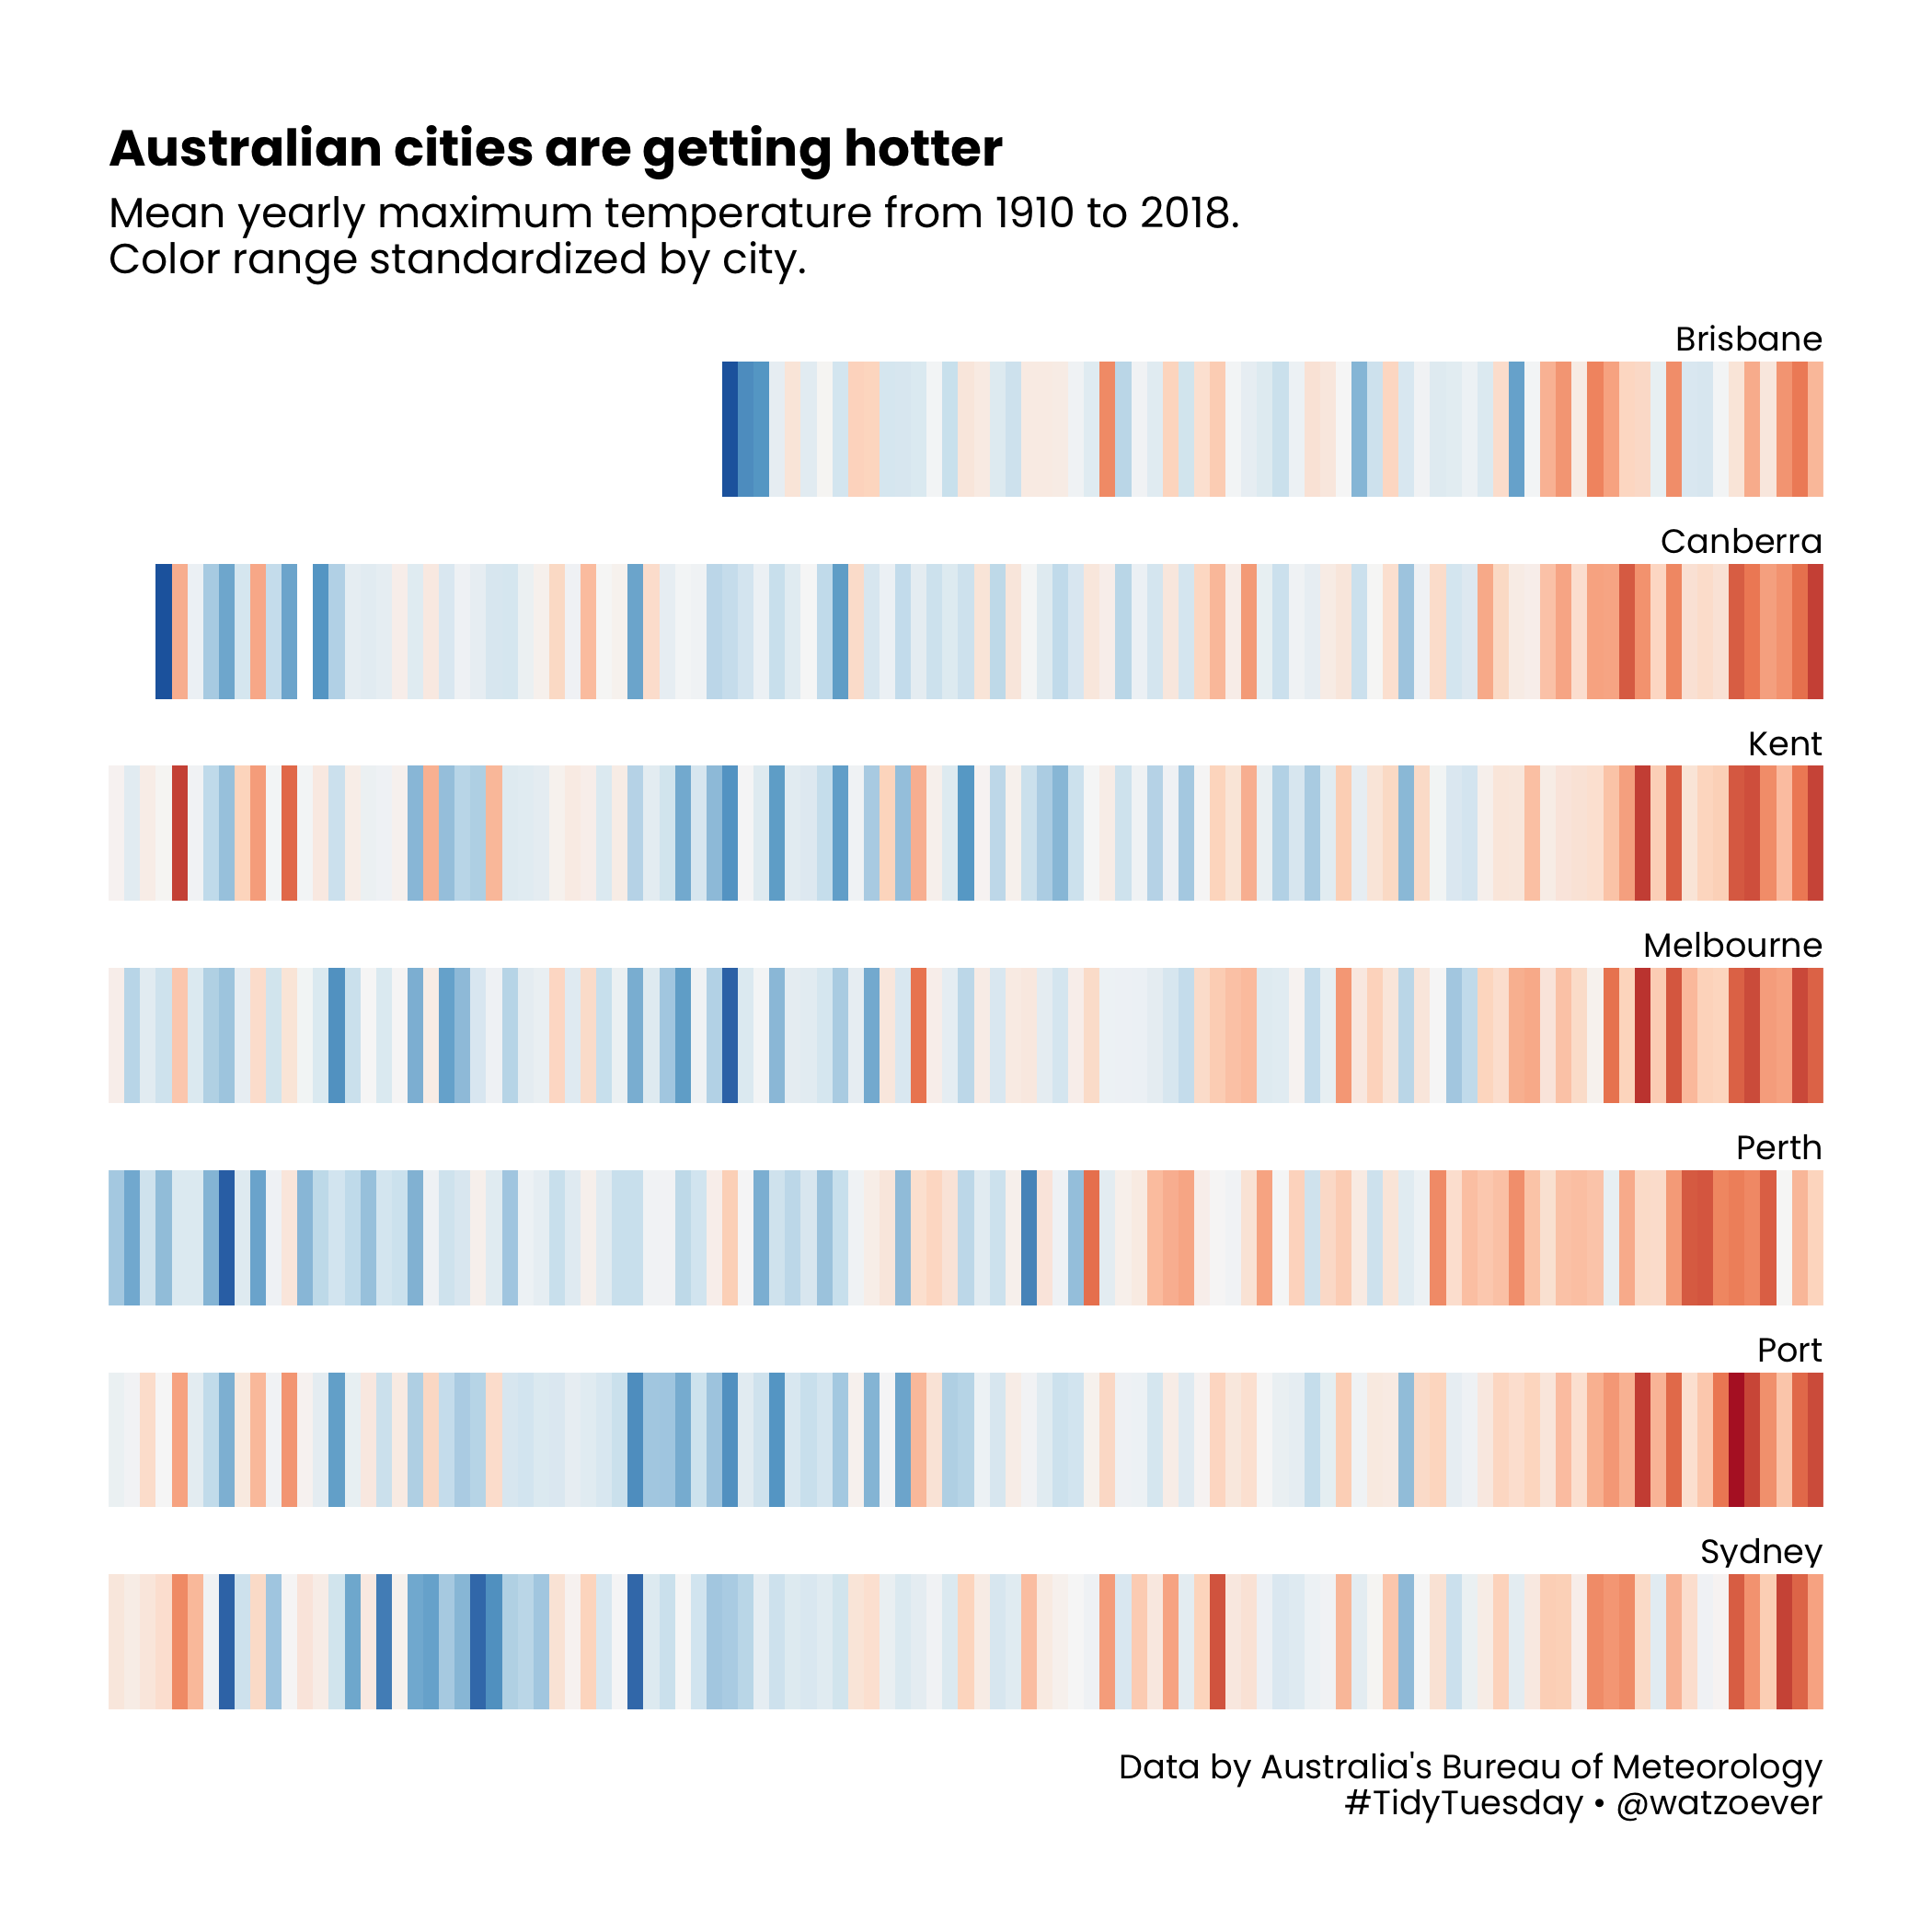 Australian cities are getting hotter
Mean yearly maximum temperature from 1910 to 2018.
Color range standardized by city.
Brisbane
Canberra
Kent
Melbourne
Perth
Port
Sydney
Data by Australia's Bureau of Meteorology
#TidyTuesday • @watzoever